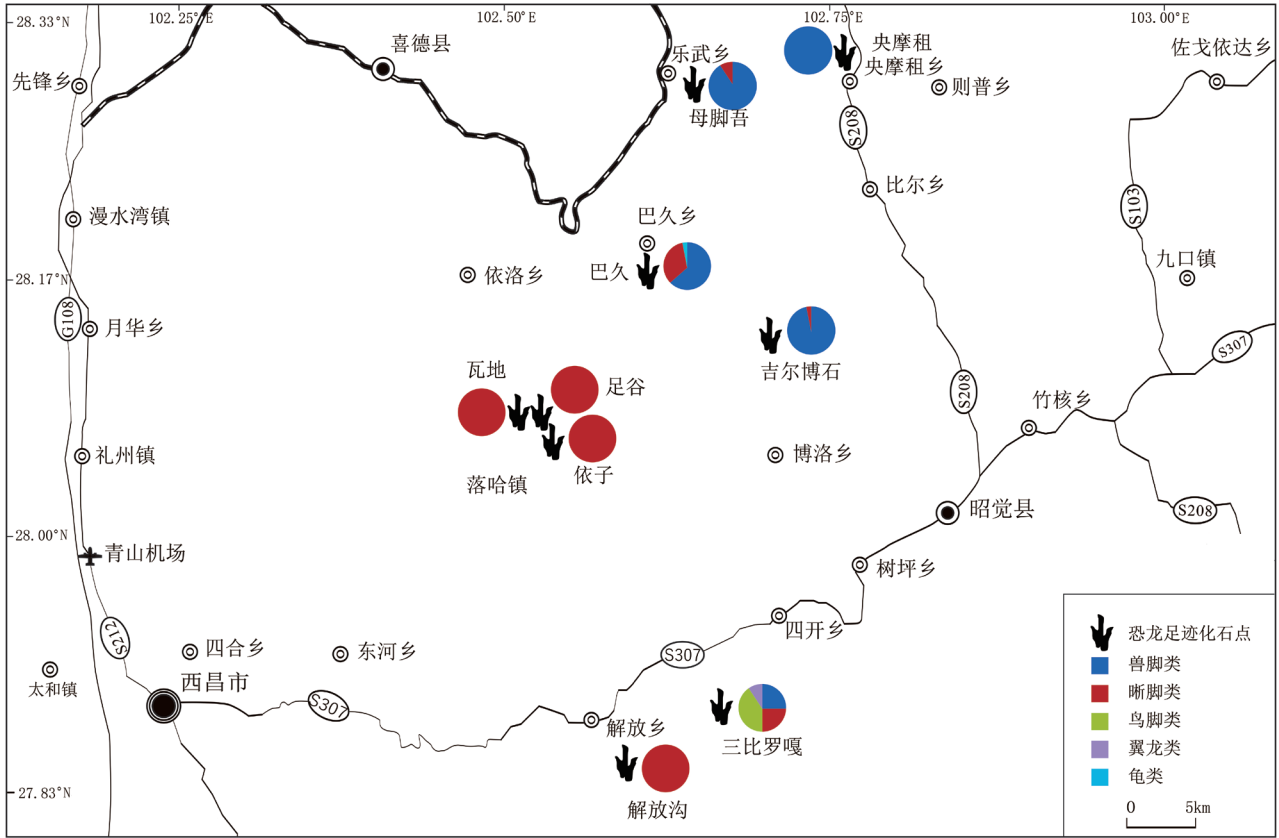 28.33°N
102.25°E
102.50°E
102.75°E
103.00°E
喜德县
乐武乡
央摩租
央摩租乡
佐戈依达乡
先锋乡
则普乡
母脚吾
S208
比尔乡
S103
漫水湾镇
巴久乡
九口镇
28.17°N
依洛乡
巴久
G108
月华乡
S307
吉尔博石
瓦地
足谷
S208
竹核乡
礼州镇
博洛乡
依子
落哈镇
昭觉县
S208
28.00°N
青山机场
树坪乡
S212
四开乡
四合乡
东河乡
S307
太和镇
西昌市
S307
解放乡
三比罗嘎
27.83°N
解放沟
恐龙足迹化石点
兽脚类
晰脚类
鸟脚类
翼龙类
龟类
0 5km